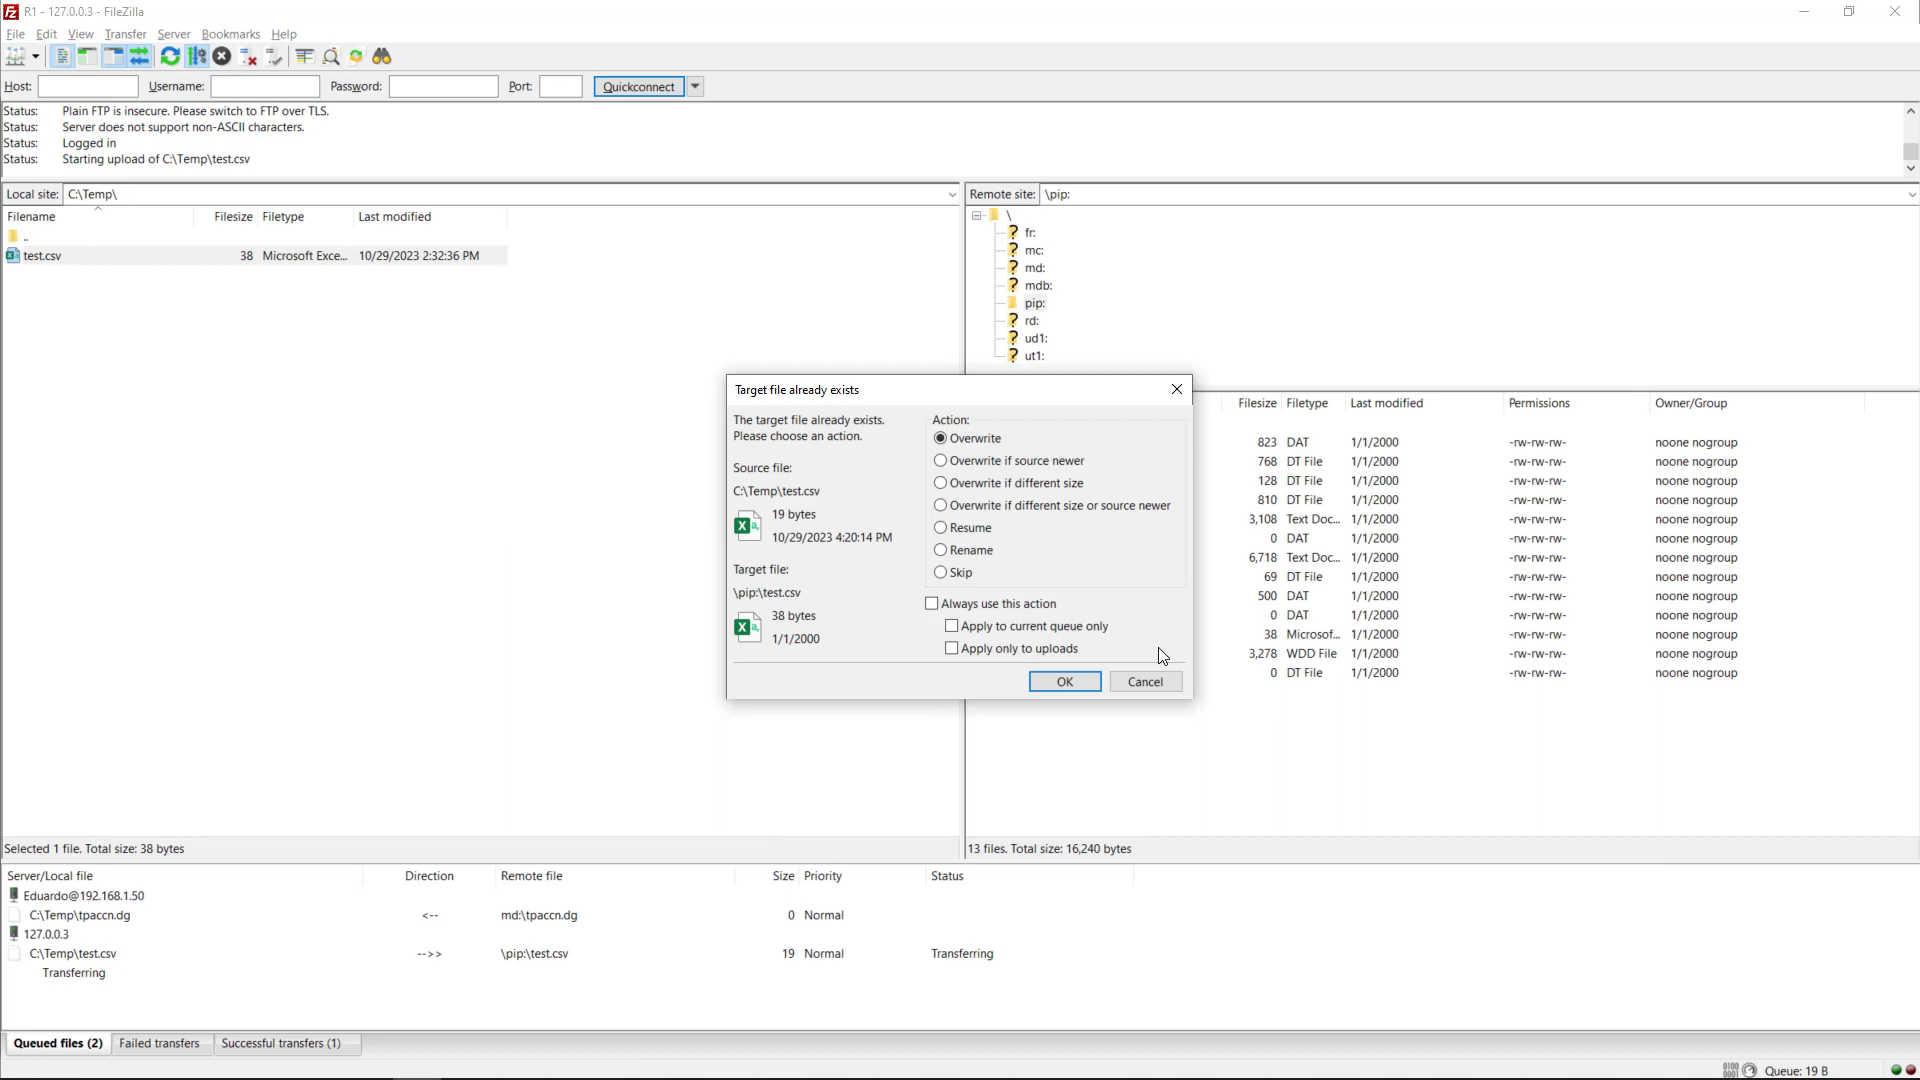 R1 - 127.0.0.3 - FileZilla
File Edit View Transfer Server Bookmarks Help
Host: Username: Password: Port: Quickconnect
Status: Plain FTP is insecure. Please switch to FTP over TLS.
Status: Server does not support non-ASCII characters.
Status: Logged in
Status: Starting upload of C:\Temp\test.csv
Local site: C:\Temp\
Filename Filesize Filetype Last modified
..
test.csv 38 Microsoft Exce... 10/29/2023 2:32:36 PM
Selected 1 file. Total size: 38 bytes
Remote site: \pip:
\
fr:
mc:
md:
mdb:
pip:
rd:
ud1:
ut1:
Filesize Filetype Last modified Permissions Owner/Group
823 DAT 1/1/2000 -rw-rw-rw- noone nogroup
768 DT File 1/1/2000 -rw-rw-rw- noone nogroup
128 DT File 1/1/2000 -rw-rw-rw- noone nogroup
810 DT File 1/1/2000 -rw-rw-rw- noone nogroup
3,108 Text Doc... 1/1/2000 -rw-rw-rw- noone nogroup
0 DAT 1/1/2000 -rw-rw-rw- noone nogroup
6,718 Text Doc... 1/1/2000 -rw-rw-rw- noone nogroup
69 DT File 1/1/2000 -rw-rw-rw- noone nogroup
500 DAT 1/1/2000 -rw-rw-rw- noone nogroup
0 DAT 1/1/2000 -rw-rw-rw- noone nogroup
38 Microsof... 1/1/2000 -rw-rw-rw- noone nogroup
3,278 WDD File 1/1/2000 -rw-rw-rw- noone nogroup
0 DT File 1/1/2000 -rw-rw-rw- noone nogroup
13 files. Total size: 16,240 bytes
Target file already exists
The target file already exists.
Please choose an action.
Source file:
C:\Temp\test.csv
19 bytes
10/29/2023 4:20:14 PM
Target file:
\pip:\test.csv
38 bytes
1/1/2000
Action:
Overwrite
Overwrite if source newer
Overwrite if different size
Overwrite if different size or source newer
Resume
Rename
Skip
Always use this action
Apply to current queue only
Apply only to uploads
OK Cancel
Server/Local file Direction Remote file Size Priority Status
Eduardo@192.168.1.50
C:\Temp\tpaccn.dg <-- md:\tpaccn.dg 0 Normal
127.0.0.3
C:\Temp\test.csv -->> \pip:\test.csv 19 Normal Transferring
Transferring
Queued files (2) Failed transfers Successful transfers (1)
Queue: 19 B